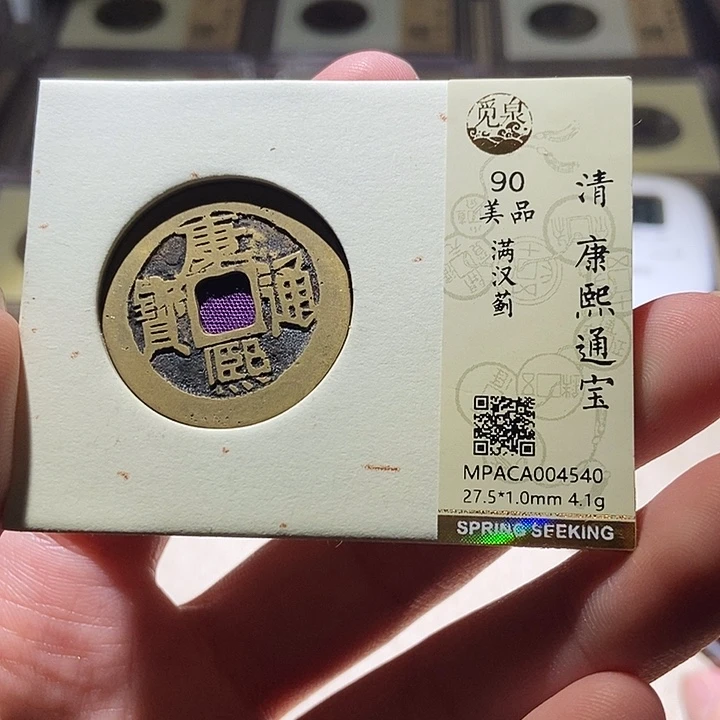 康
熙
通
寳
觅泉
90
美品
满汉蓟
清 康熙通宝
MPACA004540
27.5*1.0mm 4.1g
SPRING SEEKING